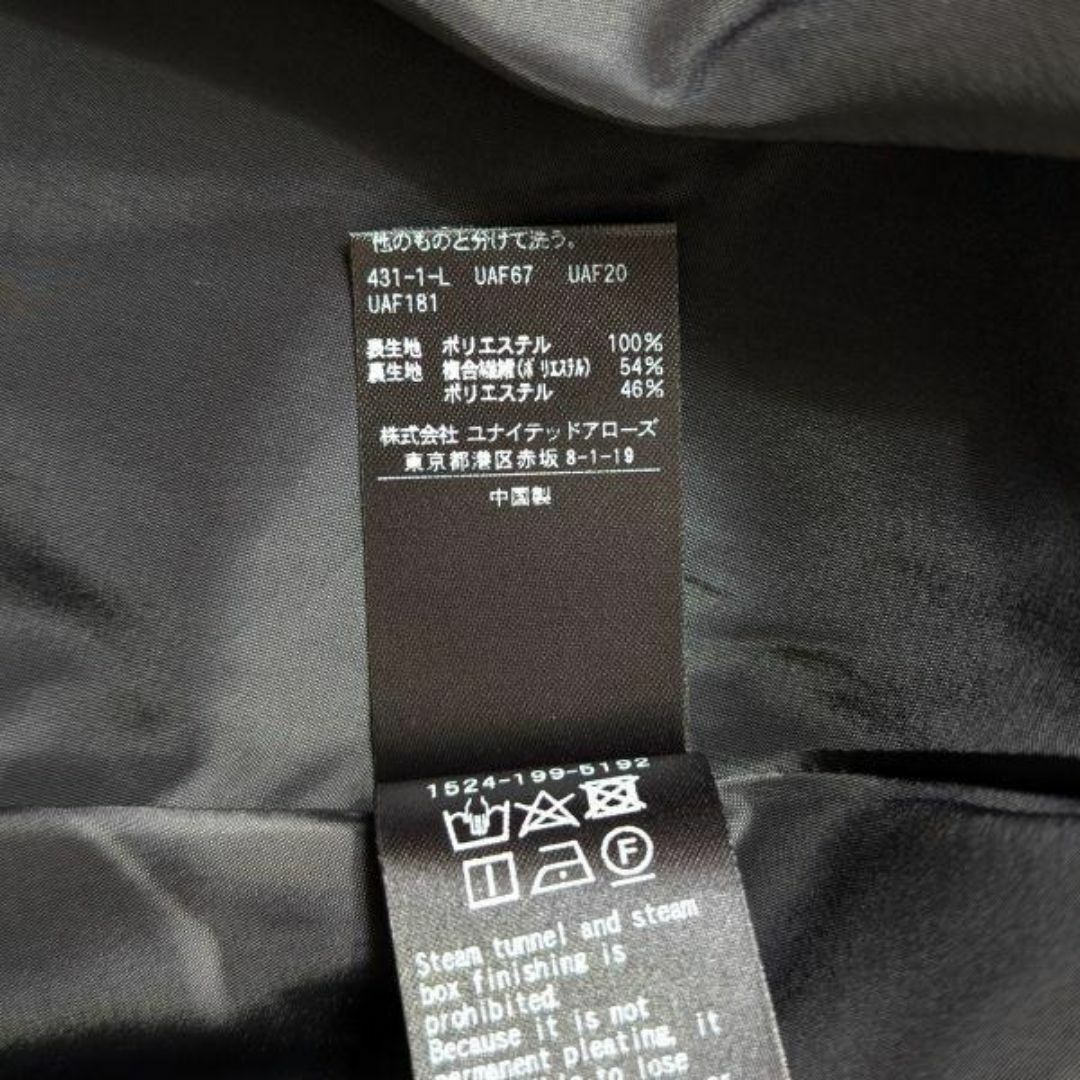 他のものと分けて洗う。
431-1-L UAF67 UAF20
UAF181
表生地 ポリエステル 100%
裏生地 複合繊維(ポリエステル) 54%
ポリエステル 46%
株式会社 ユナイテッドアローズ
東京都港区赤坂 8-1-19
中国製
1524-199-5192
F
Steam tunnel and steam
box finishing is
prohibited.
Because it is not
permanent pleating, it
to lose